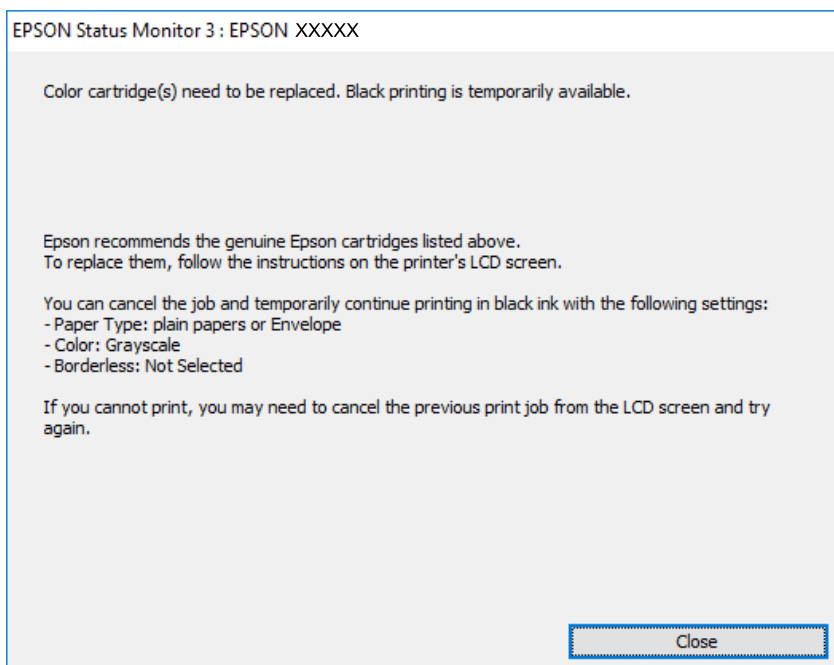 EPSON Status Monitor 3 : EPSON XXXXX
Color cartridge(s) need to be replaced. Black printing is temporarily available.
Epson recommends the genuine Epson cartridges listed above.
To replace them, follow the instructions on the printer's LCD screen.
You can cancel the job and temporarily continue printing in black ink with the following settings:
- Paper Type: plain papers or Envelope
- Color: Grayscale
- Borderless: Not Selected
If you cannot print, you may need to cancel the previous print job from the LCD screen and try
again.
Close